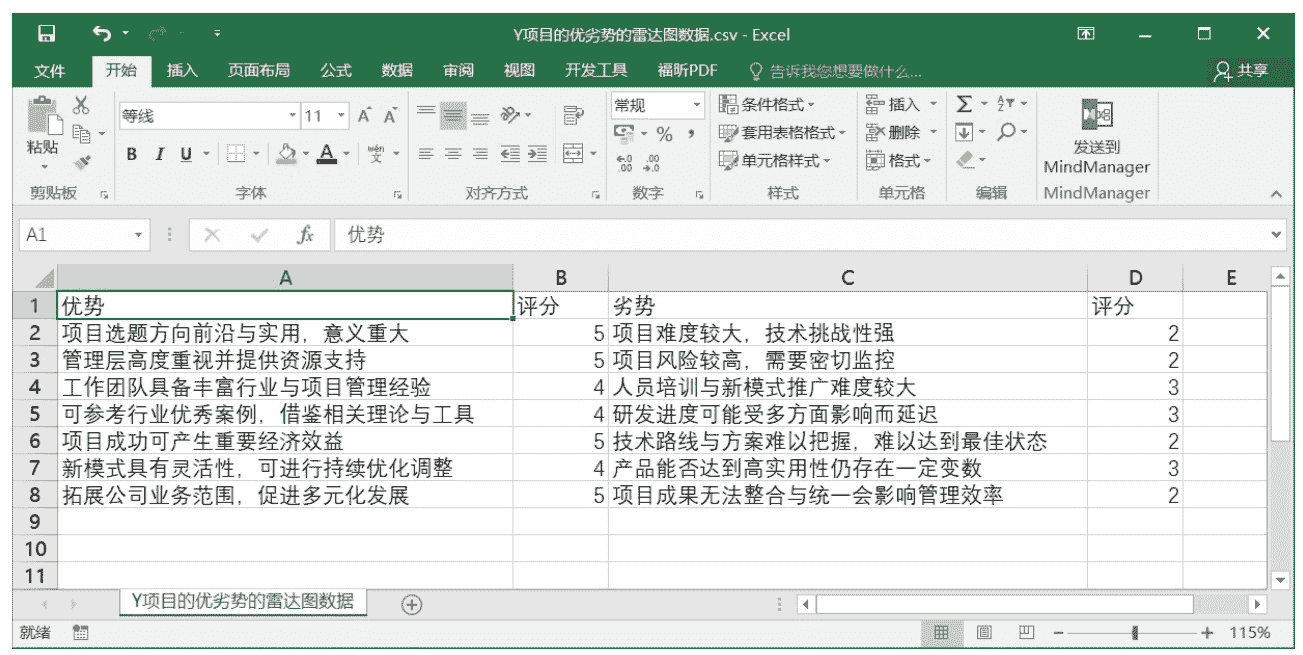 Y项目的优劣势的雷达图数据.csv - Excel
文件 开始 插入 页面布局 公式 数据 审阅 视图 开发工具 福昕PDF 告诉我您想要做什么... 共享
等线 11 常规 条件格式 插入 Σ
套用表格格式 删除
粘贴 B I U A wén 文 % , 单元格样式 格式 发送到
MindManager
剪贴板 字体 对齐方式 数字 样式 单元格 编辑 MindManager
A1 fx 优势
A B C D E
1 优势 评分 劣势 评分
2 项目选题方向前沿与实用，意义重大 5 项目难度较大，技术挑战性强 2
3 管理层高度重视并提供资源支持 5 项目风险较高，需要密切监控 2
4 工作团队具备丰富行业与项目管理经验 4 人员培训与新模式推广难度较大 3
5 可参考行业优秀案例，借鉴相关理论与工具 4 研发进度可能受多方面影响而延迟 3
6 项目成功可产生重要经济效益 5 技术路线与方案难以把握，难以达到最佳状态 2
7 新模式具有灵活性，可进行持续优化调整 4 产品能否达到高实用性仍存在一定变数 3
8 拓展公司业务范围，促进多元化发展 5 项目成果无法整合与统一会影响管理效率 2
9
10
11
Y项目的优劣势的雷达图数据
就绪 115%